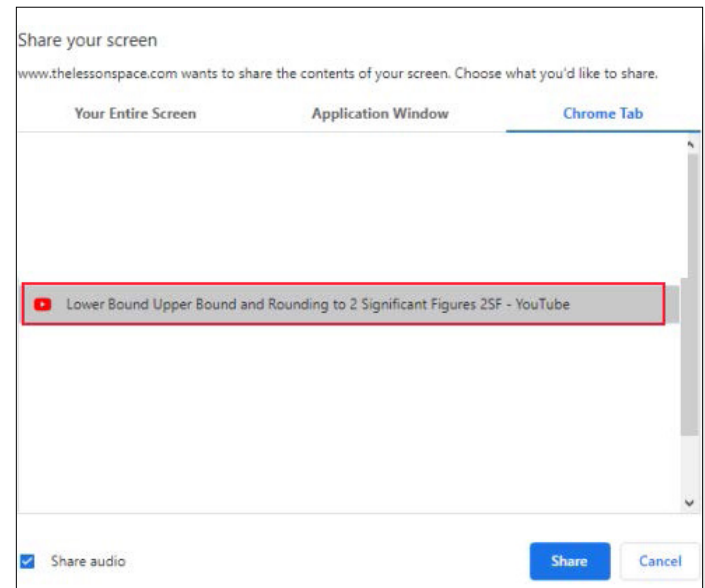 Share your screen
www.thelessonspace.com wants to share the contents of your screen. Choose what you'd like to share.
Your Entire Screen
Application Window
Chrome Tab
Lower Bound Upper Bound and Rounding to 2 Significant Figures 2SF - YouTube
Share audio
Share
Cancel